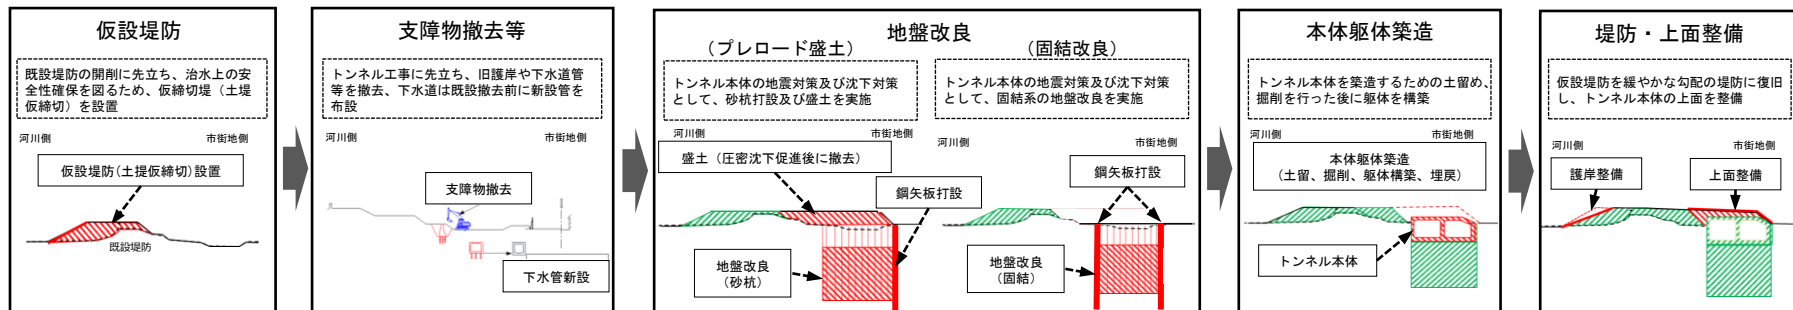 仮設堤防
既設堤防の開削に先立ち、治水上の安
全性確保を図るため、仮締切堤（土堤
仮締切）を設置
河川側
市街地側
仮設堤防(土提仮締切)設置
既設堤防
支障物撤去等
トンネル工事に先立ち、旧護岸や下水道管
等を撤去、下水道は既設撤去前に新設管を
布設
河川側
市街地側
支障物撤去
下水管新設
地盤改良
（プレロード盛土）
トンネル本体の地震対策及び沈下対策
として、砂杭打設及び盛土を実施
河川側
市街地側
盛土（圧密沈下促進後に撤去）
鋼矢板打設
地盤改良
（砂杭）
（固結改良）
トンネル本体の地震対策及び沈下対策
として、固結系の地盤改良を実施
河川側
市街地側
鋼矢板打設
地盤改良
（固結）
本体躯体築造
トンネル本体を築造するための土留め、
掘削を行った後に躯体を構築
河川側
市街地側
本体躯体築造
（土留、掘削、躯体構築、埋戻）
トンネル本体
堤防・上面整備
仮設堤防を緩やかな勾配の堤防に復旧
し、トンネル本体の上面を整備
河川側
市街地側
護岸整備
上面整備